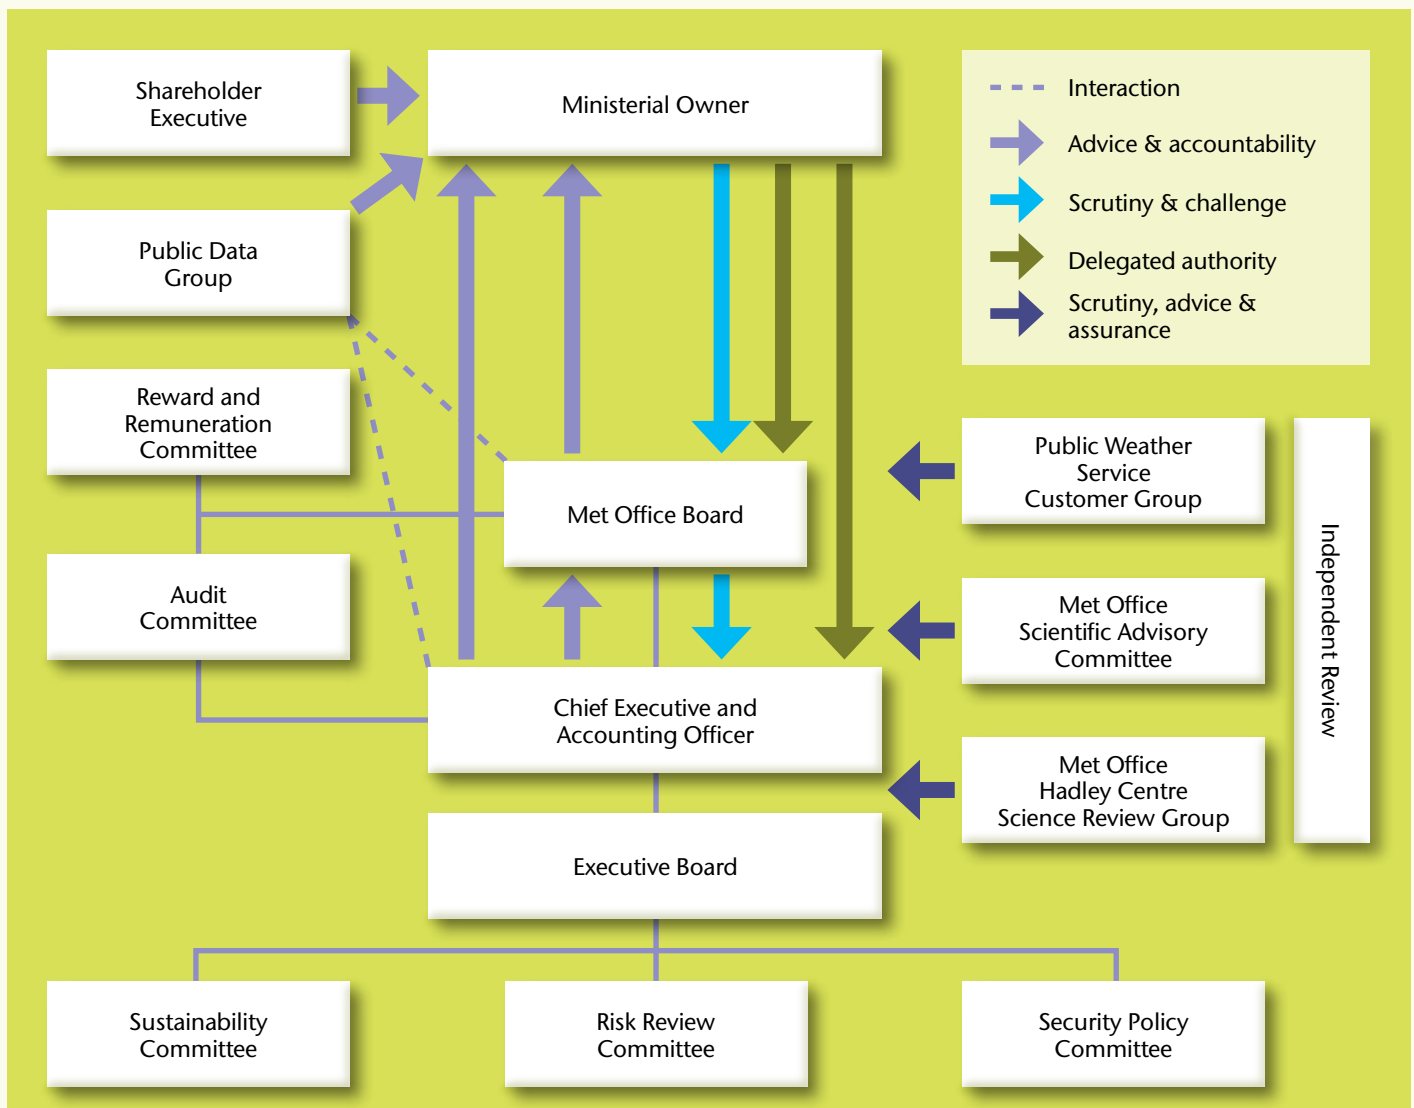 Shareholder
Executive
Ministerial Owner
Interaction
Advice & accountability
Scrutiny & challenge
Delegated authority
Scrutiny, advice &
assurance
Public Data
Group
Reward and
Remuneration
Committee
Public Weather
Service
Customer Group
Met Office Board
Independent Review
Audit
Committee
Met Office
Scientific Advisory
Committee
Chief Executive and
Accounting Officer
Met Office
Hadley Centre
Science Review Group
Executive Board
Sustainability
Committee
Risk Review
Committee
Security Policy
Committee